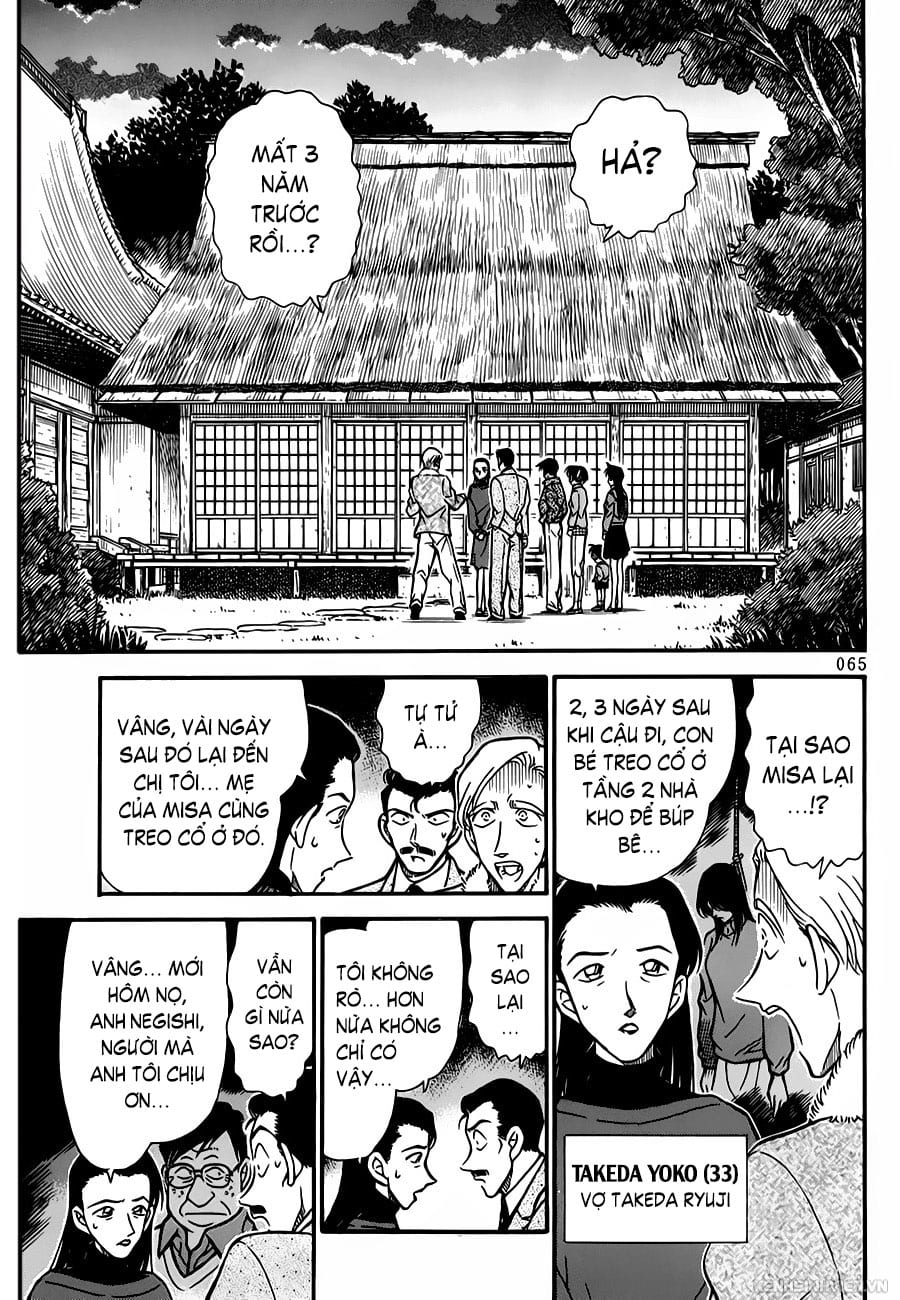 HẢ?
MẤT 3
NĂM
TRƯỚC
RỒI...?
065
TẠI SAO
MISA LẠI
...!?
2, 3 NGÀY SAU
KHI CẬU ĐI, CON
BÉ TREO CỔ Ở
TẦNG 2 NHÀ
KHO ĐỂ BÚP
BÊ...
TAKEDA YOKO (33)
VỢ TAKEDA RYUJI
TỰ TỬ
À...
VÂNG, VÀI NGÀY
SAU ĐÓ LẠI ĐẾN
CHỊ TÔI... MẸ
CỦA MISA CŨNG
TREO CỔ Ở ĐÓ.
TẠI
SAO LẠI
...
TÔI KHÔNG
RÕ... HƠN
NỮA KHÔNG
CHỈ CÓ
VẬY...
VẪN
CÒN
GÌ NỮA
SAO?
VÂNG... MỚI
HÔM NỌ,
ANH NEGISHI,
NGƯỜI MÀ
ANH TÔI CHỊU
ƠN...